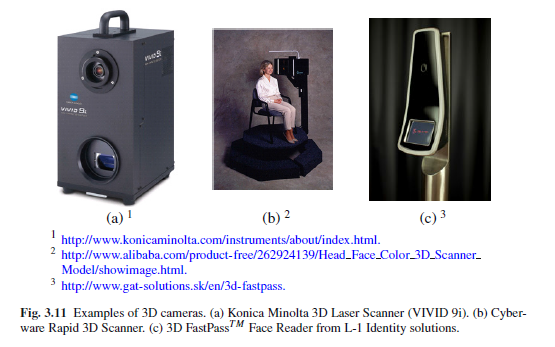 VIVID 9i
VIVID 9i
(a) 1
(b) 2
(c) 3
1 http://www.konicaminolta.com/instruments/about/index.html.
2 http://www.alibaba.com/product-free/262924139/Head_Face_Color_3D_Scanner_
Model/showimage.html.
3 http://www.gat-solutions.sk/en/3d-fastpass.
Fig. 3.11 Examples of 3D cameras. (a) Konica Minolta 3D Laser Scanner (VIVID 9i). (b) Cyber-
ware Rapid 3D Scanner. (c) 3D FastPassTM Face Reader from L-1 Identity solutions.